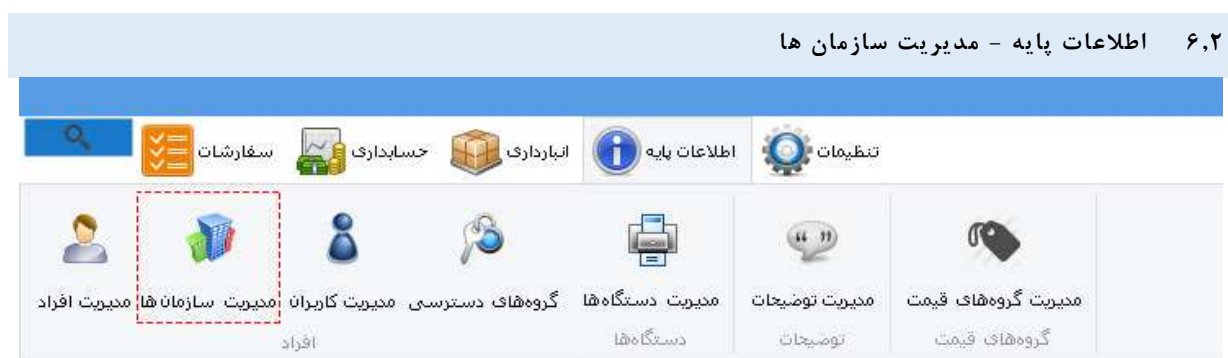 ۶,۲ اطلاعات پایه - مدیریت سازمان ها
تنظیمات اطلاعات پایه انبارداری حسابداری سفارشات
مدیریت گروه‌های قیمت مدیریت توضیحات مدیریت دستگاه‌ها گروه‌های دسترسی مدیریت کاربران مدیریت سازمان‌ها مدیریت افراد
گروه‌های قیمت توضیحات دستگاه‌ها افراد